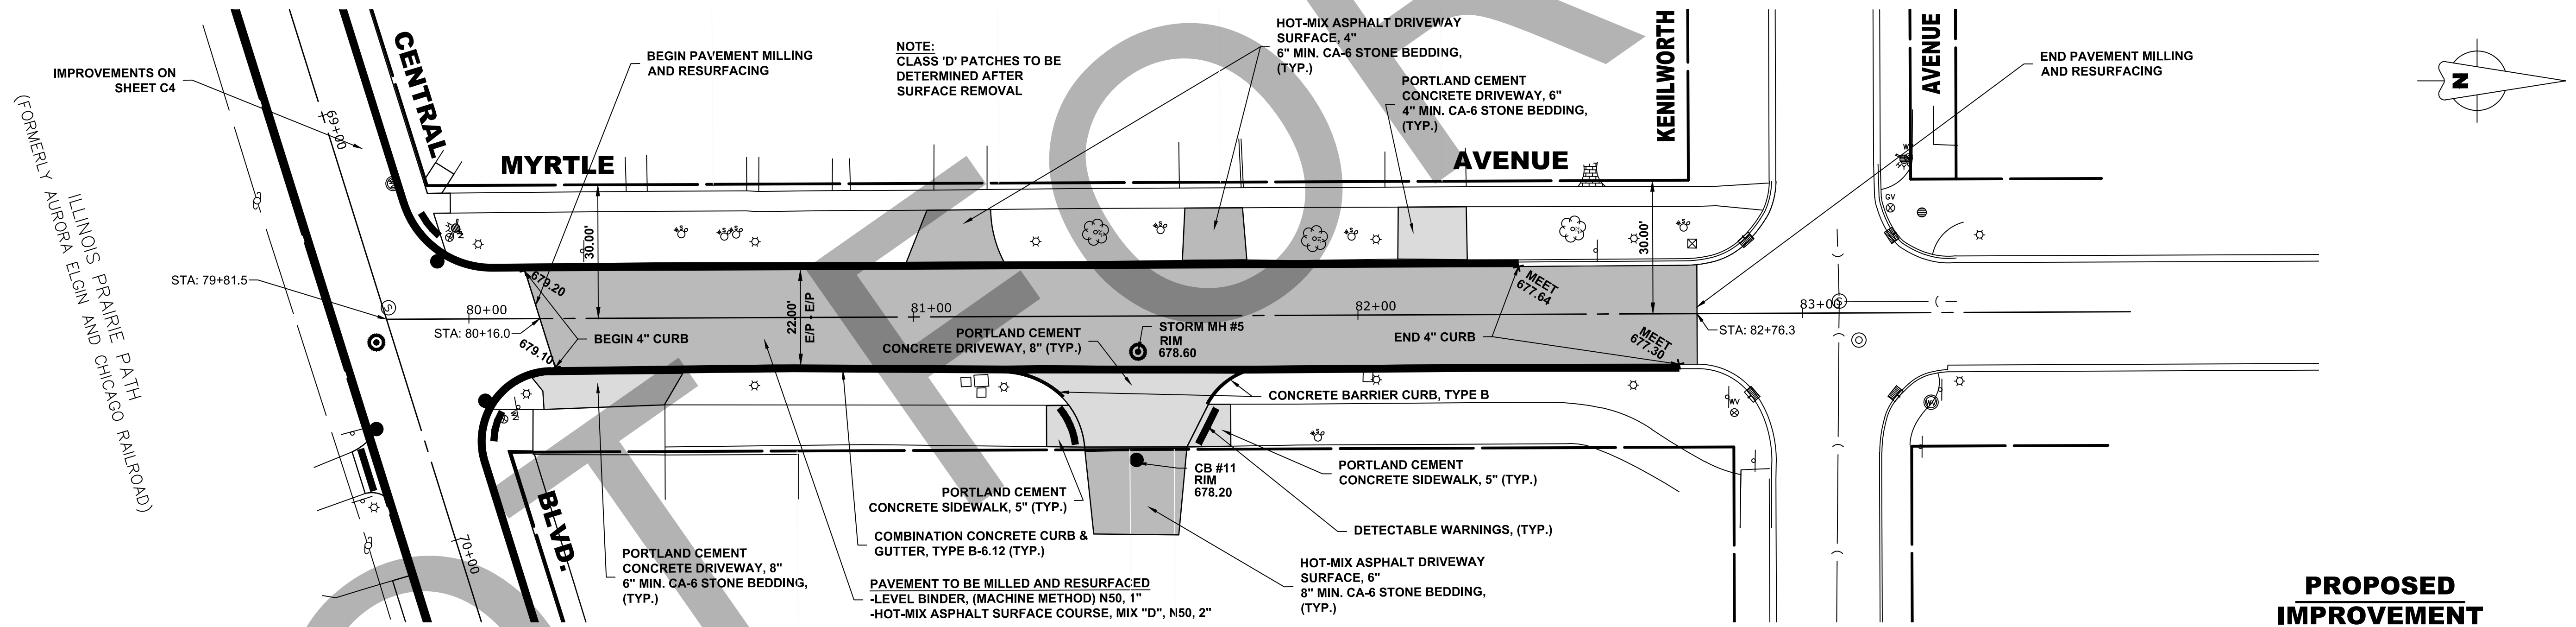 IMPROVEMENTS ON
SHEET C4
ILLINOIS PRAIRIE PATH
(FORMERLY AURORA ELGIN AND CHICAGO RAILROAD)
CENTRAL
69+00
70+00
BLVD.
STA: 79+81.5
BEGIN PAVEMENT MILLING
AND RESURFACING
NOTE:
CLASS 'D' PATCHES TO BE
DETERMINED AFTER
SURFACE REMOVAL
HOT-MIX ASPHALT DRIVEWAY
SURFACE, 4"
6" MIN. CA-6 STONE BEDDING,
(TYP.)
PORTLAND CEMENT
CONCRETE DRIVEWAY, 6"
4" MIN. CA-6 STONE BEDDING,
(TYP.)
KENILWORTH
AVENUE
END PAVEMENT MILLING
AND RESURFACING
N
MYRTLE
AVENUE
30.00'
30.00'
679.20
80+00
STA: 80+16.0
679.10
BEGIN 4" CURB
22.00'
E/P - E/P
81+00
PORTLAND CEMENT
CONCRETE DRIVEWAY, 8" (TYP.)
STORM MH #5
RIM
678.60
82+00
END 4" CURB
MEET
677.64
MEET
677.30
STA: 82+76.3
83+00
S
S
GV
WV
WV
CONCRETE BARRIER CURB, TYPE B
CB #11
RIM
678.20
PORTLAND CEMENT
CONCRETE SIDEWALK, 5" (TYP.)
PORTLAND CEMENT
CONCRETE SIDEWALK, 5" (TYP.)
DETECTABLE WARNINGS, (TYP.)
COMBINATION CONCRETE CURB &
GUTTER, TYPE B-6.12 (TYP.)
PORTLAND CEMENT
CONCRETE DRIVEWAY, 8"
6" MIN. CA-6 STONE BEDDING,
(TYP.)
PAVEMENT TO BE MILLED AND RESURFACED
-LEVEL BINDER, (MACHINE METHOD) N50, 1"
-HOT-MIX ASPHALT SURFACE COURSE, MIX "D", N50, 2"
HOT-MIX ASPHALT DRIVEWAY
SURFACE, 6"
8" MIN. CA-6 STONE BEDDING,
(TYP.)
PROPOSED
IMPROVEMENT